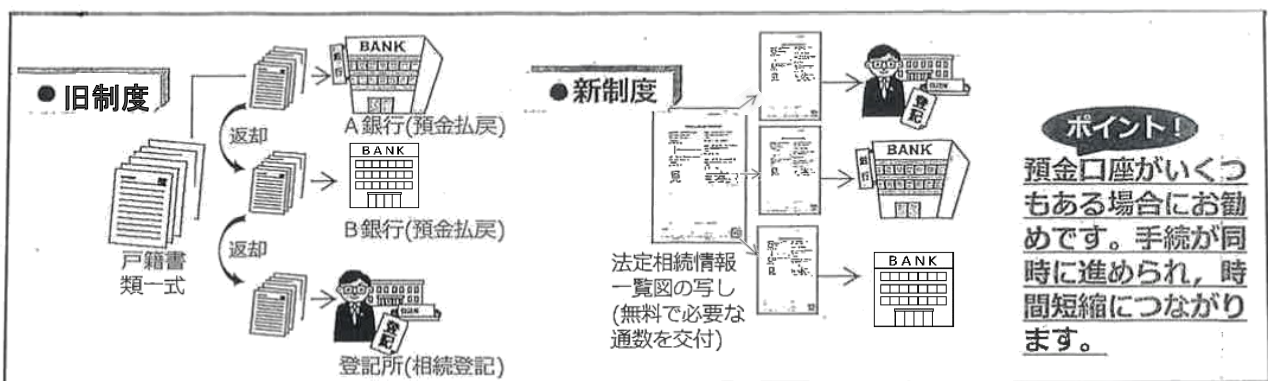 ●旧制度
BANK
銀行
A銀行(預金払戻)
返却
B銀行(預金払戻)
返却
戸籍書
類一式
登記
登記所(相続登記)
●新制度
登記
BANK
銀行
BANK
法定相続情報
一覧図の写し
(無料で必要な
通数を交付)
ポイント!
預金口座がいくつ
もある場合にお勧
めです。手続が同
時に進められ,時
間短縮につながり
ます。